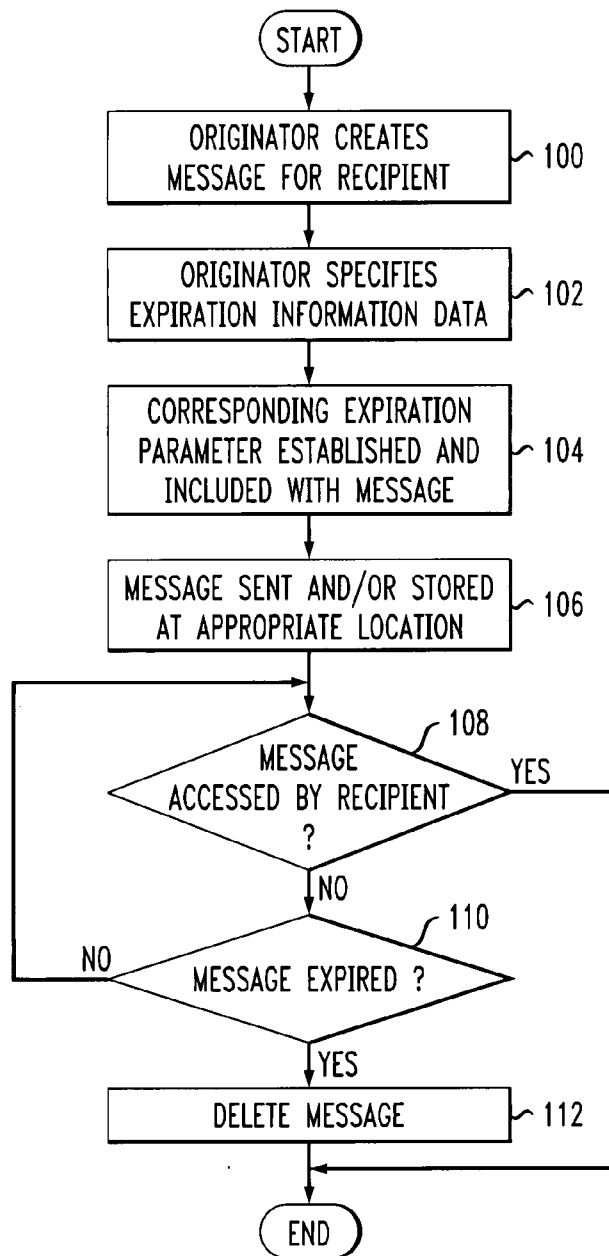 START
ORIGINATOR CREATES
MESSAGE FOR RECIPIENT
100
ORIGINATOR SPECIFIES
EXPIRATION INFORMATION DATA
102
CORRESPONDING EXPIRATION
PARAMETER ESTABLISHED AND
INCLUDED WITH MESSAGE
104
MESSAGE SENT AND/OR STORED
AT APPROPRIATE LOCATION
106
108
MESSAGE
ACCESSED BY RECIPIENT
?
YES
NO
110
NO
MESSAGE EXPIRED ?
YES
DELETE MESSAGE
112
END